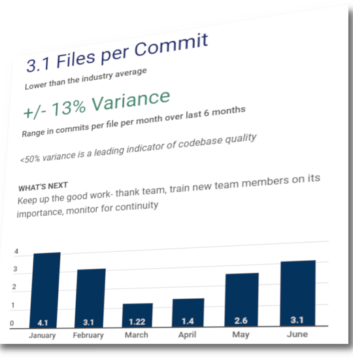 3.1 Files per Commit
Lower than the industry average
+/- 13% Variance
Range in commits per file per month over last 6 months
<50% variance is a leading indicator of codebase quality
WHAT'S NEXT
Keep up the good work- thank team, train new team members on its
importance, monitor for continuity
4
3
2
1
0
4.1 3.1 1.22 1.4 2.6 3.1
January February March April May June